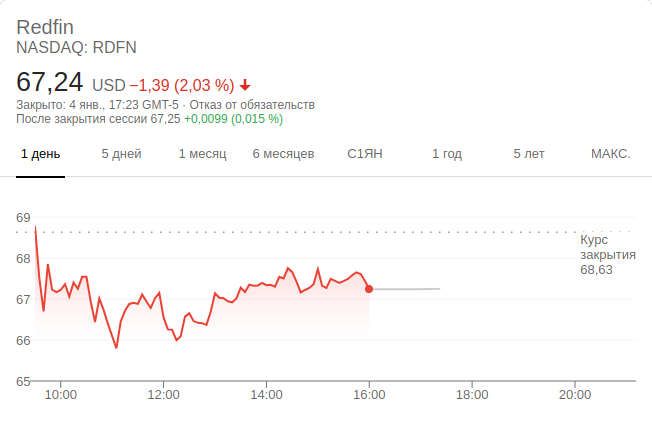 Redfin
NASDAQ: RDFN
67,24 USD −1,39 (2,03 %)
Закрыто: 4 янв., 17:23 GMT-5 · Отказ от обязательств
После закрытия сессии 67,25 +0,0099 (0,015 %)
1 день 5 дней 1 месяц 6 месяцев С1ЯН 1 год 5 лет МАКС.
69
Курс
закрытия
68,63
68
67
66
65
10:00 12:00 14:00 16:00 18:00 20:00